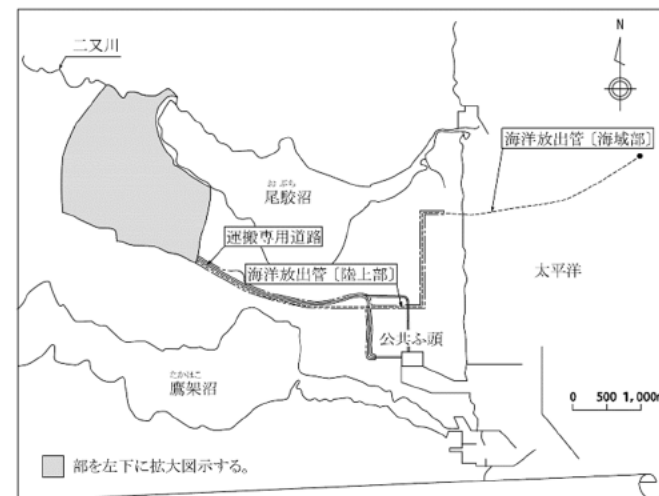 二又川
N
海洋放出管〔海域部〕
おぶち
尾駮沼
運搬専用道路
海洋放出管〔陸上部〕
太平洋
公共ふ頭
たかほこ
鷹架沼
0 500 1,000m
部を左下に拡大図示する。